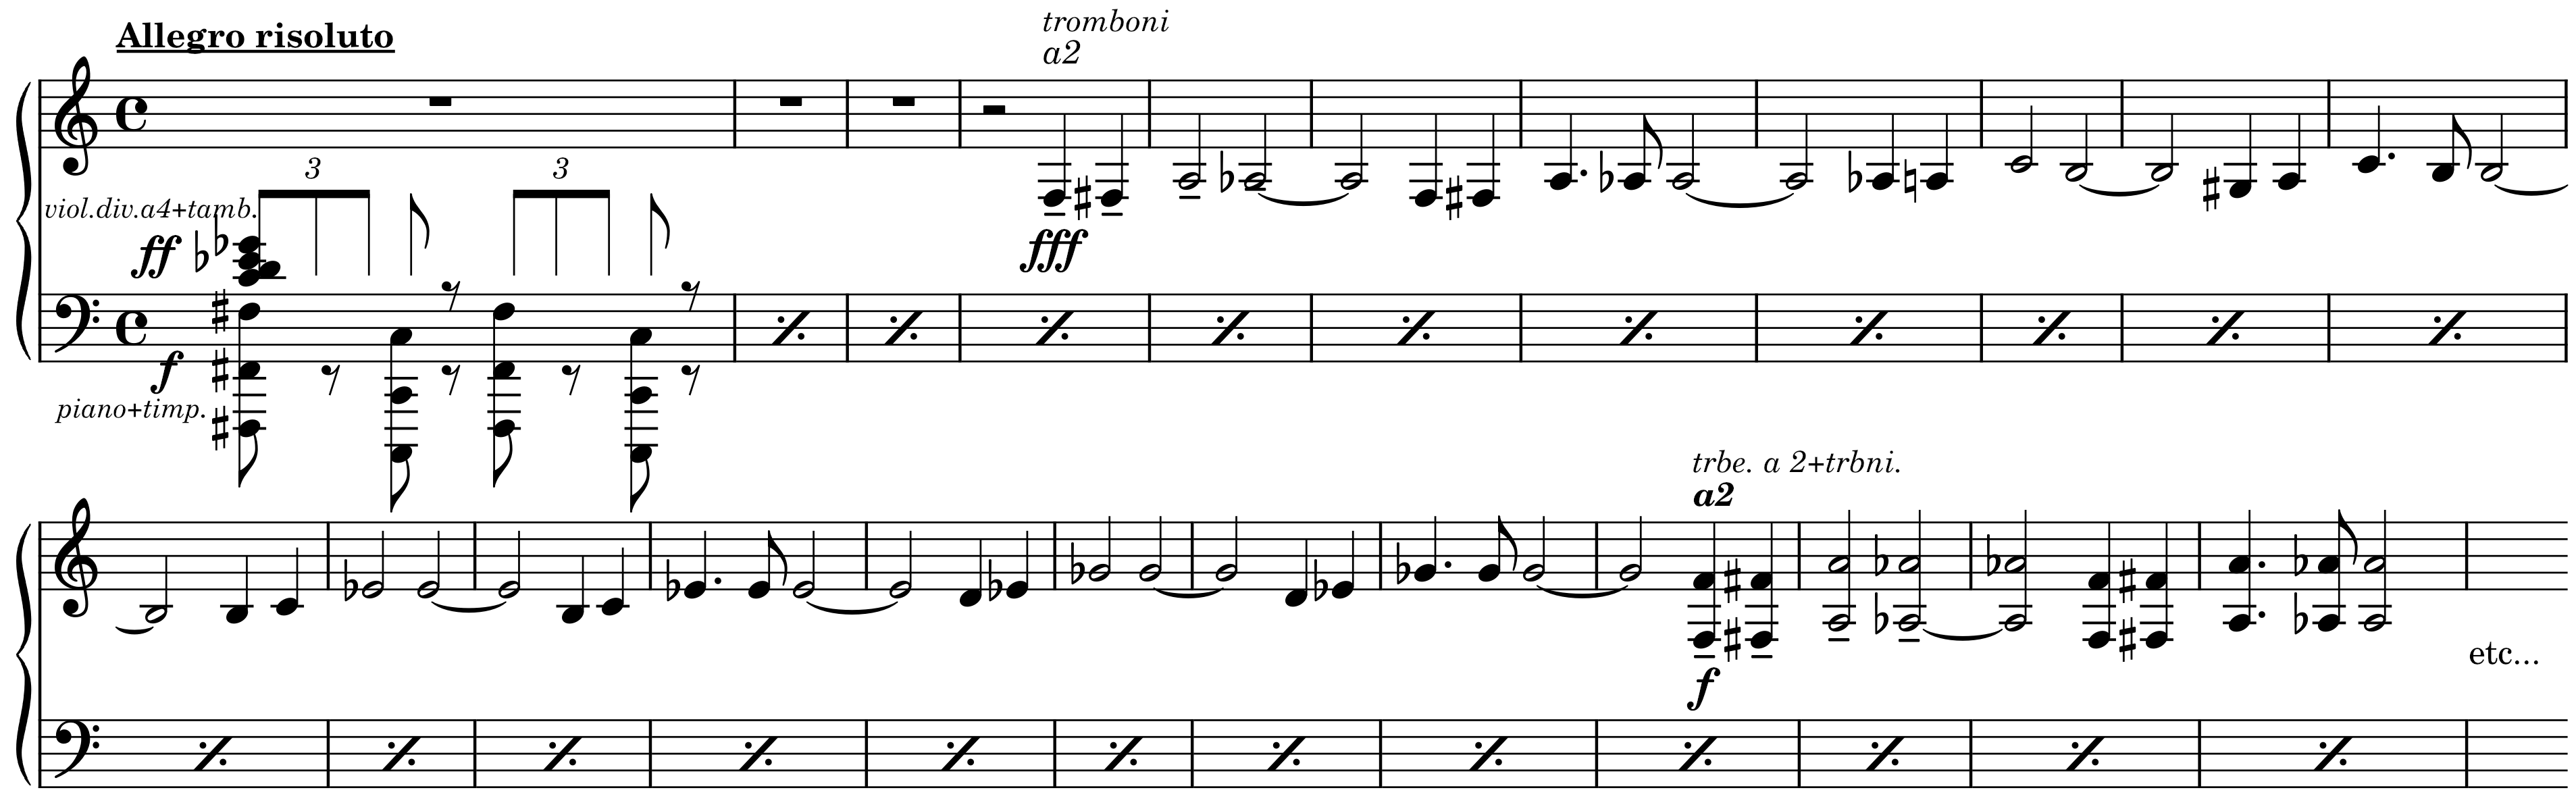 Allegro risoluto
tromboni
a2
3 3
viol.div.a4+tamb.
ff
fff
f
piano+timp.
trbe. a 2+trbni.
a2
f
etc...